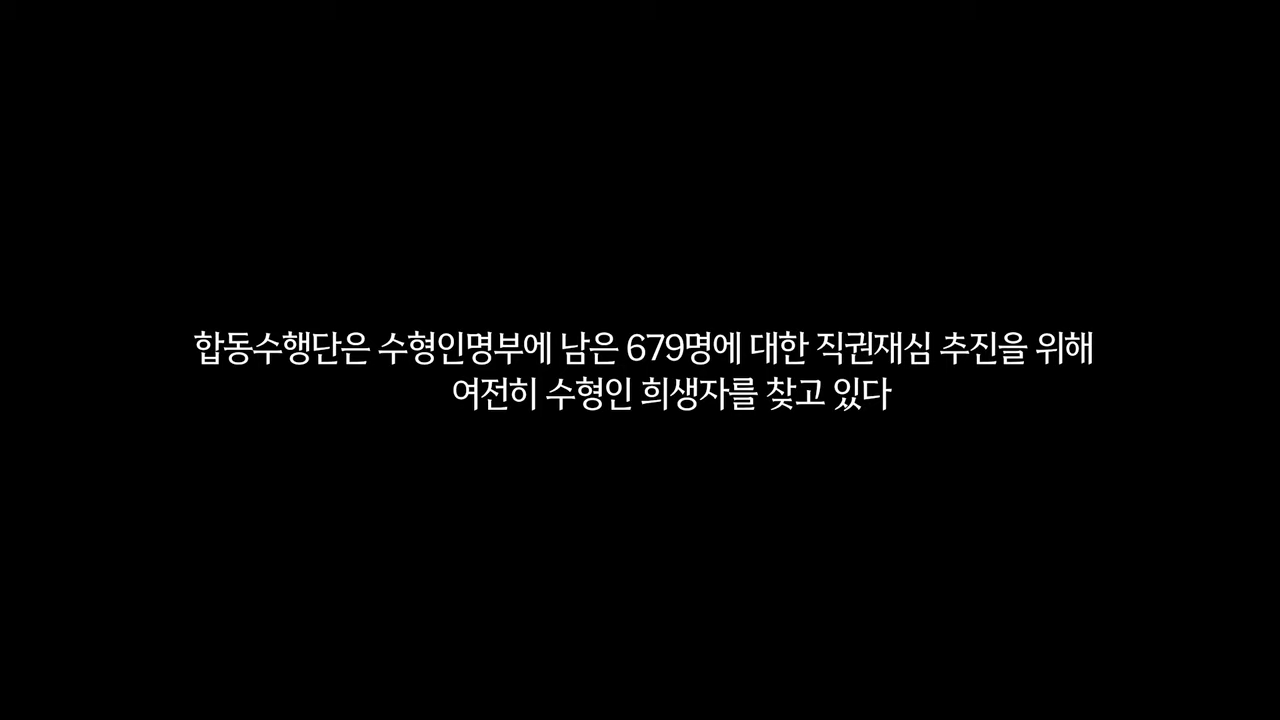 합동수행단은 수형인명부에 남은 679명에 대한 직권재심 추진을 위해
여전히 수형인 희생자를 찾고 있다